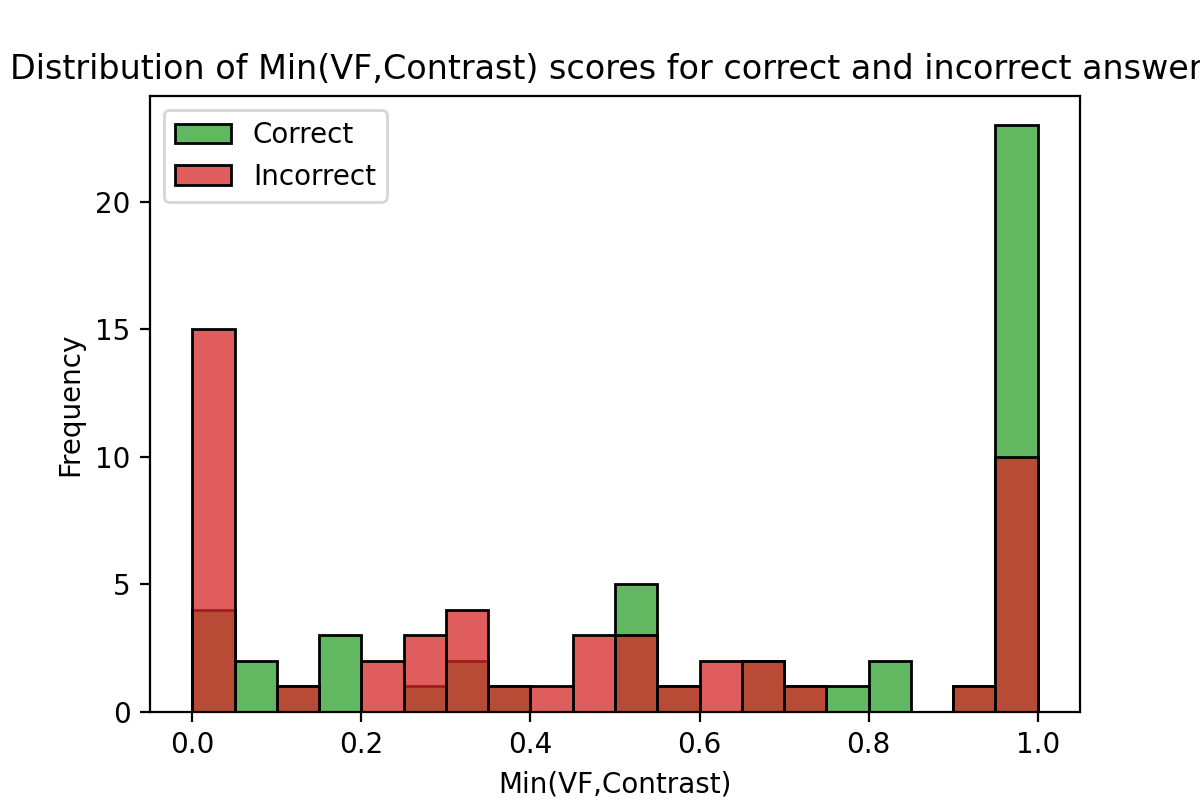 Distribution of Min(VF,Contrast) scores for correct and incorrect answer
Correct
Incorrect
Frequency
20
15
10
5
0
0.0 0.2 0.4 0.6 0.8 1.0
Min(VF,Contrast)